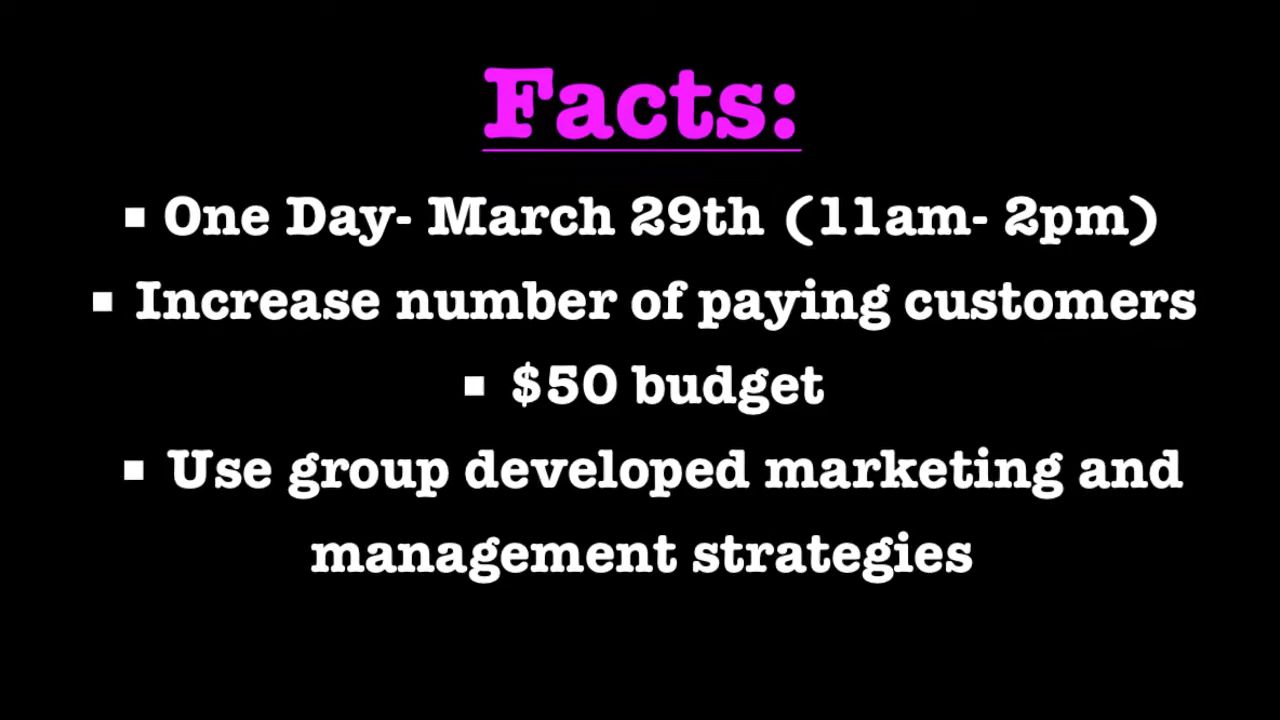 Facts:
▪ One Day- March 29th (11am- 2pm)
▪ Increase number of paying customers
▪ $50 budget
▪ Use group developed marketing and
management strategies